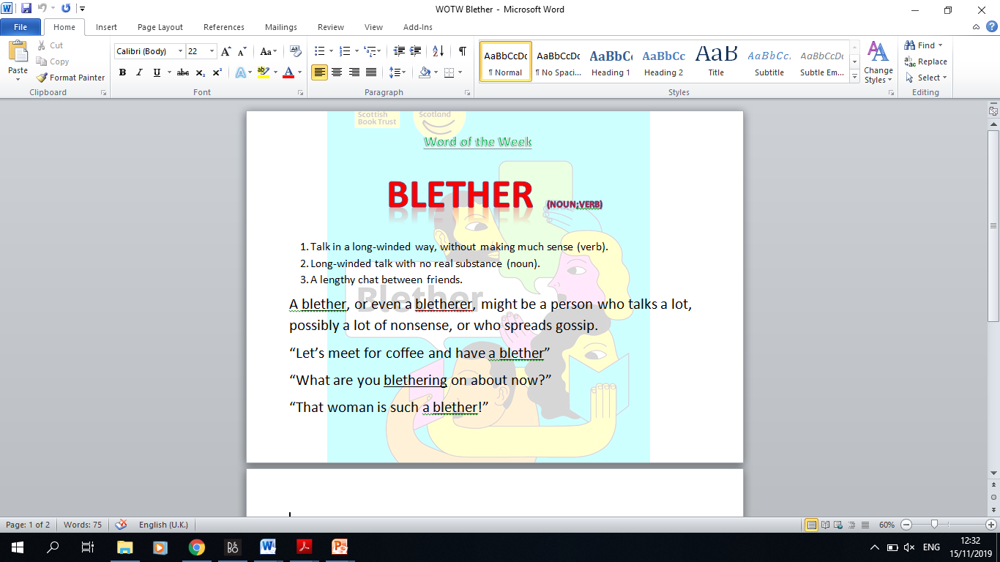 WOTW Blether - Microsoft Word
File Home Insert Page Layout References Mailings Review View Add-Ins
Paste
Cut
Copy
Format Painter
Clipboard
Calibri (Body) 22
Font
Paragraph
AaBbCcDc AaBbCcDc AaBbCc AaBbCc AaB AaBbCc. AaBbCcDc
¶ Normal ¶ No Spaci... Heading 1 Heading 2 Title Subtitle Subtle Em...
Change Styles
Styles
Find
Replace
Select
Editing
Scottish
Book Trust
Scotland
Word of the Week
BLETHER (NOUN;VERB)
1. Talk in a long-winded way, without making much sense (verb).
2. Long-winded talk with no real substance (noun).
3. A lengthy chat between friends.
Blether
A blether, or even a bletherer, might be a person who talks a lot,
possibly a lot of nonsense, or who spreads gossip.
“Let’s meet for coffee and have a blether”
“What are you blethering on about now?”
“That woman is such a blether!”
Page: 1 of 2 Words: 75 English (U.K.) 60%
ENG
12:32
15/11/2019